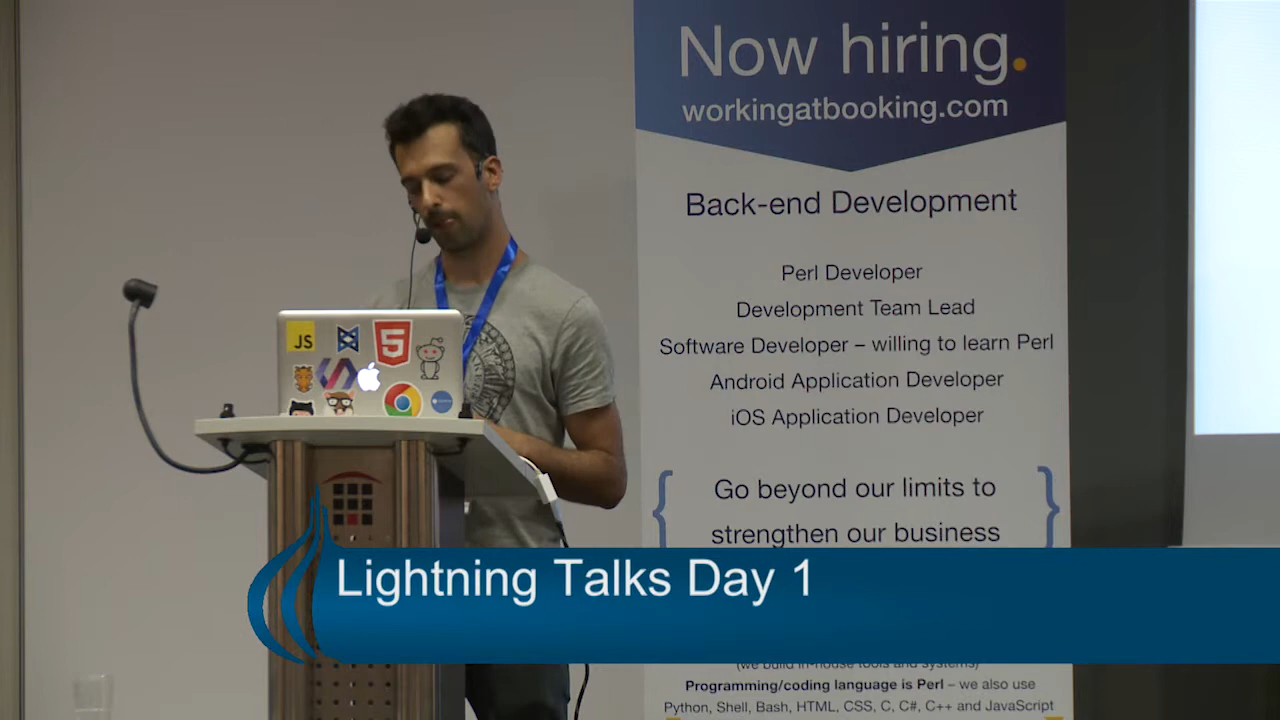 Now hiring.
workingatbooking.com
Back-end Development
Perl Developer
Development Team Lead
Software Developer – willing to learn Perl
Android Application Developer
iOS Application Developer
{ Go beyond our limits to }
strengthen our business
JS
5
Lightning Talks Day 1
(we build in-house tools and systems)
Programming/coding language is Perl – we also use
Python, Shell, Bash, HTML, CSS, C, C#, C++ and JavaScript